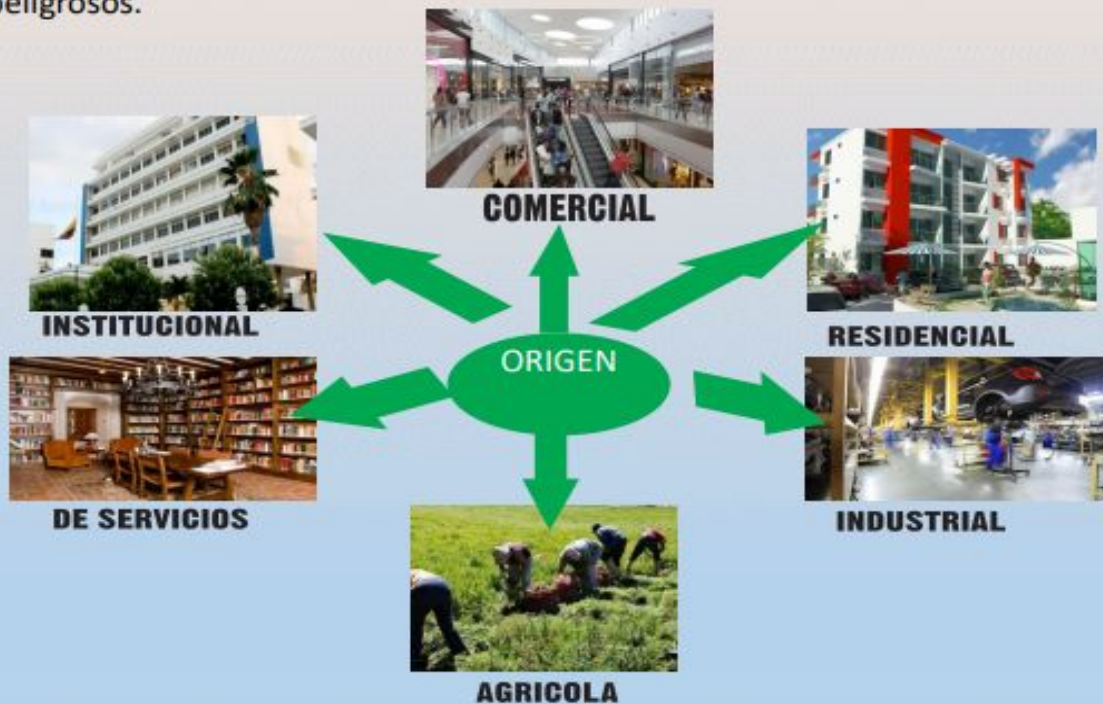 peligrosos.
COMERCIAL
INSTITUCIONAL
RESIDENCIAL
ORIGEN
DE SERVICIOS
INDUSTRIAL
AGRICOLA